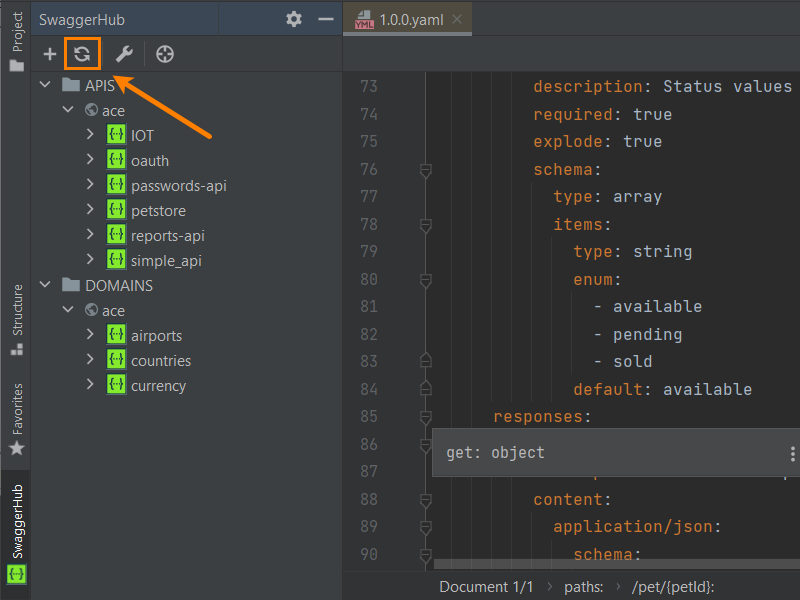 Project
Structure
Favorites
SwaggerHub
SwaggerHub
APIS
ace
IOT
oauth
passwords-api
petstore
reports-api
simple_api
DOMAINS
ace
airports
countries
currency
YML 1.0.0.yaml
73 description: Status values
74 required: true
75 explode: true
76 schema:
77 type: array
78 items:
79 type: string
80 enum:
81 - available
82 - pending
83 - sold
84 default: available
85 responses:
86
get: object
87
88 content:
89 application/json:
90 schema:
Document 1/1 › paths: › /pet/{petId}: